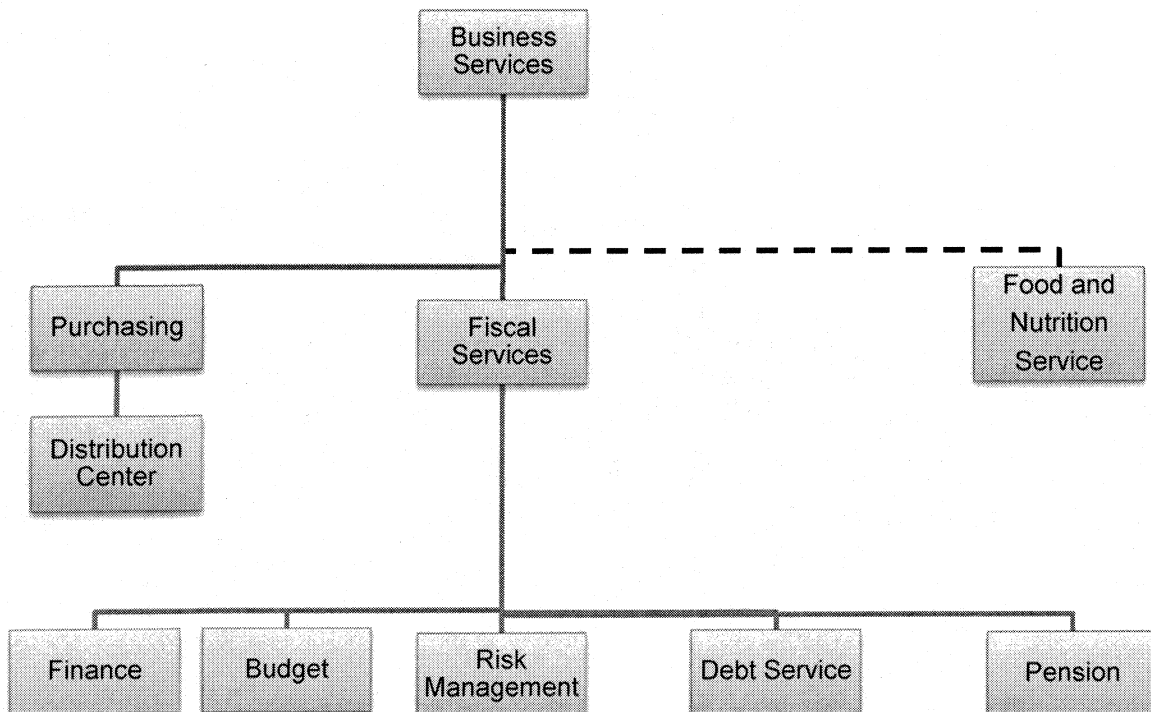 Business
Services
Purchasing
Fiscal
Services
Food and
Nutrition
Service
Distribution
Center
Finance
Budget
Risk
Management
Debt Service
Pension